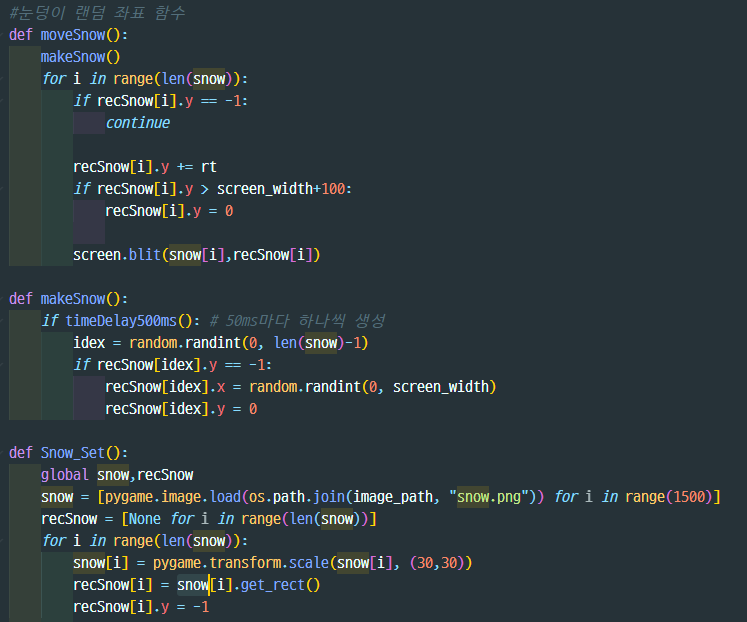 #눈덩이 랜덤 좌표 함수
def moveSnow():
    makeSnow()
    for i in range(len(snow)):
        if recSnow[i].y == -1:
            continue

        recSnow[i].y += rt
        if recSnow[i].y > screen_width+100:
            recSnow[i].y = 0

        screen.blit(snow[i],recSnow[i])

def makeSnow():
    if timeDelay500ms(): # 50ms마다 하나씩 생성
        idex = random.randint(0, len(snow)-1)
        if recSnow[idex].y == -1:
            recSnow[idex].x = random.randint(0, screen_width)
            recSnow[idex].y = 0

def Snow_Set():
    global snow,recSnow
    snow = [pygame.image.load(os.path.join(image_path, "snow.png")) for i in range(1500)]
    recSnow = [None for i in range(len(snow))]
    for i in range(len(snow)):
        snow[i] = pygame.transform.scale(snow[i], (30,30))
        recSnow[i] = snow[i].get_rect()
        recSnow[i].y = -1